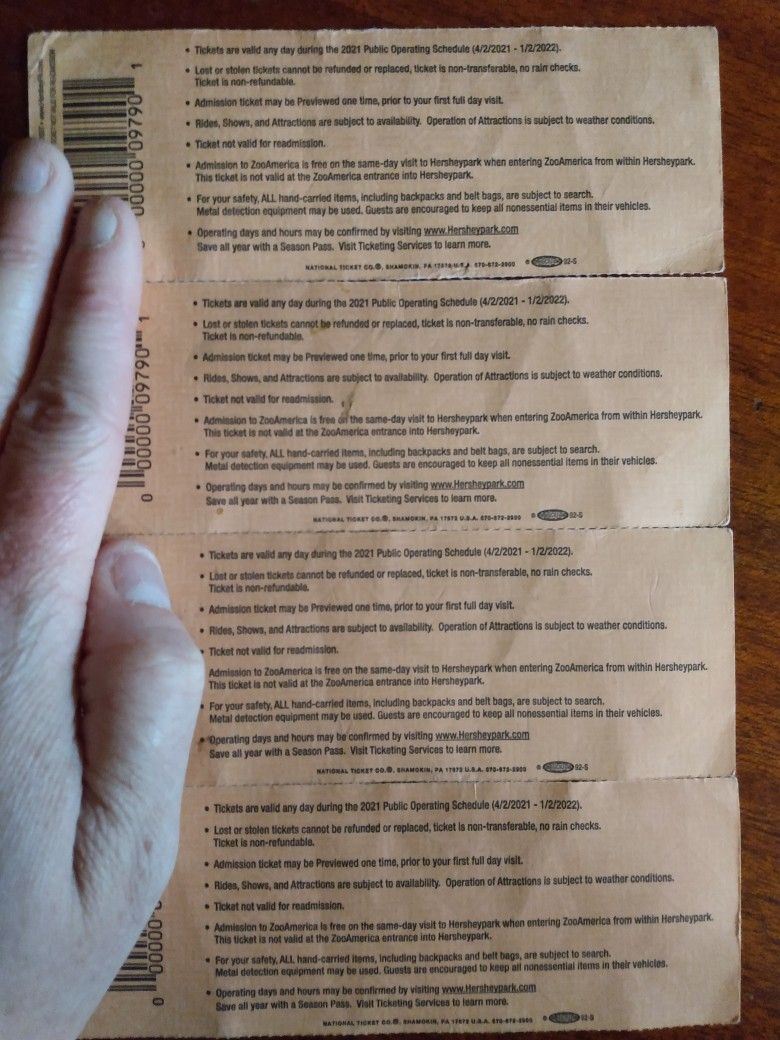 • Tickets are valid any day during the 2021 Public Operating Schedule (4/2/2021 - 1/2/2022).
• Lost or stolen tickets cannot be refunded or replaced, ticket is non-transferable, no rain checks.
Ticket is non-refundable.
• Admission ticket may be Previewed one time, prior to your first full day visit.
• Rides, Shows, and Attractions are subject to availability. Operation of Attractions is subject to weather conditions.
• Ticket not valid for readmission.
• Admission to ZooAmerica is free on the same-day visit to Hersheypark when entering ZooAmerica from within Hersheypark.
This ticket is not valid at the ZooAmerica entrance into Hersheypark.
• For your safety, ALL hand-carried items, including backpacks and belt bags, are subject to search.
Metal detection equipment may be used. Guests are encouraged to keep all nonessential items in their vehicles.
• Operating days and hours may be confirmed by visiting www.Hersheypark.com
Save all year with a Season Pass. Visit Ticketing Services to learn more.
NATIONAL TICKET CO.®, SHAMOKIN, PA 17872 U.S.A. 570-672-2900 ® 92-S
00000 09790 1
• Tickets are valid any day during the 2021 Public Operating Schedule (4/2/2021 - 1/2/2022).
• Lost or stolen tickets cannot be refunded or replaced, ticket is non-transferable, no rain checks.
Ticket is non-refundable.
• Admission ticket may be Previewed one time, prior to your first full day visit.
• Rides, Shows, and Attractions are subject to availability. Operation of Attractions is subject to weather conditions.
• Ticket not valid for readmission.
• Admission to ZooAmerica is free on the same-day visit to Hersheypark when entering ZooAmerica from within Hersheypark.
This ticket is not valid at the ZooAmerica entrance into Hersheypark.
• For your safety, ALL hand-carried items, including backpacks and belt bags, are subject to search.
Metal detection equipment may be used. Guests are encouraged to keep all nonessential items in their vehicles.
• Operating days and hours may be confirmed by visiting www.Hersheypark.com
Save all year with a Season Pass. Visit Ticketing Services to learn more.
NATIONAL TICKET CO.®, SHAMOKIN, PA 17872 U.S.A. 570-672-2900 ® 92-S
0 00000 09790 1
• Tickets are valid any day during the 2021 Public Operating Schedule (4/2/2021 - 1/2/2022).
• Lost or stolen tickets cannot be refunded or replaced, ticket is non-transferable, no rain checks.
Ticket is non-refundable.
• Admission ticket may be Previewed one time, prior to your first full day visit.
• Rides, Shows, and Attractions are subject to availability. Operation of Attractions is subject to weather conditions.
• Ticket not valid for readmission.
Admission to ZooAmerica is free on the same-day visit to Hersheypark when entering ZooAmerica from within Hersheypark.
This ticket is not valid at the ZooAmerica entrance into Hersheypark.
• For your safety, ALL hand-carried items, including backpacks and belt bags, are subject to search.
Metal detection equipment may be used. Guests are encouraged to keep all nonessential items in their vehicles.
• Operating days and hours may be confirmed by visiting www.Hersheypark.com
Save all year with a Season Pass. Visit Ticketing Services to learn more.
NATIONAL TICKET CO.®, SHAMOKIN, PA 17872 U.S.A. 570-672-2900 ® 92-S
• Tickets are valid any day during the 2021 Public Operating Schedule (4/2/2021 - 1/2/2022).
• Lost or stolen tickets cannot be refunded or replaced, ticket is non-transferable, no rain checks.
Ticket is non-refundable.
• Admission ticket may be Previewed one time, prior to your first full day visit.
• Rides, Shows, and Attractions are subject to availability. Operation of Attractions is subject to weather conditions.
• Ticket not valid for readmission.
• Admission to ZooAmerica is free on the same-day visit to Hersheypark when entering ZooAmerica from within Hersheypark.
This ticket is not valid at the ZooAmerica entrance into Hersheypark.
• For your safety, ALL hand-carried items, including backpacks and belt bags, are subject to search.
Metal detection equipment may be used. Guests are encouraged to keep all nonessential items in their vehicles.
• Operating days and hours may be confirmed by visiting www.Hersheypark.com
Save all year with a Season Pass. Visit Ticketing Services to learn more.
NATIONAL TICKET CO.®, SHAMOKIN, PA 17872 U.S.A. 570-672-2900 ® 92-S
0 00000